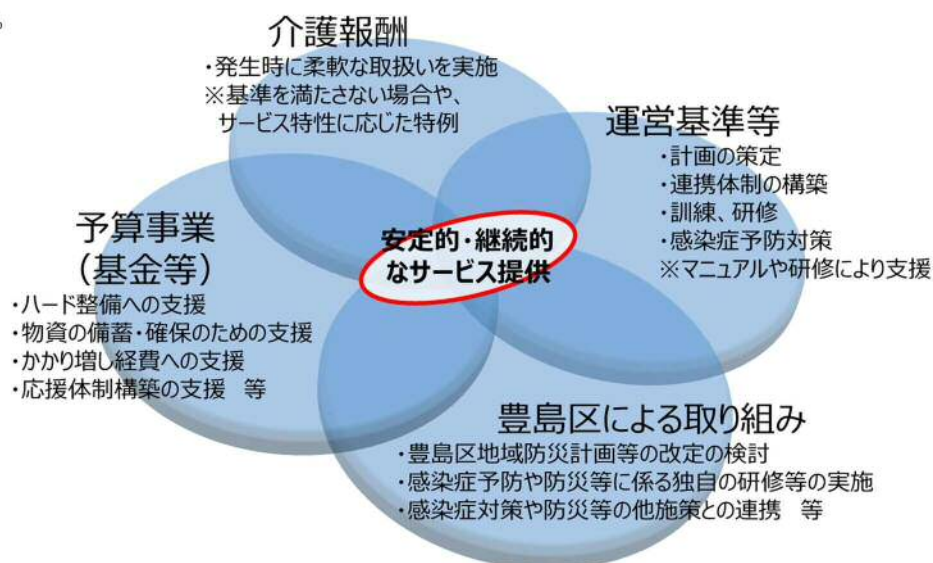 。
介護報酬
・発生時に柔軟な取扱いを実施
※基準を満たさない場合や、
サービス特性に応じた特例
運営基準等
・計画の策定
・連携体制の構築
・訓練、研修
・感染症予防対策
※マニュアルや研修により支援
予算事業
(基金等)
・ハード整備への支援
・物資の備蓄・確保のための支援
・かかり増し経費への支援
・応援体制構築の支援 等
安定的・継続的
なサービス提供
豊島区による取り組み
・豊島区地域防災計画等の改定の検討
・感染症予防や防災等に係る独自の研修等の実施
・感染症対策や防災等の他施策との連携 等